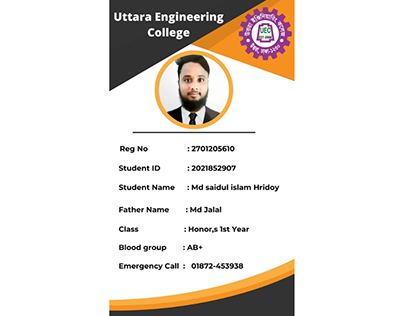 Uttara Engineering
College
UEC
Reg No : 2701205610
Student ID : 2021852907
Student Name : Md saidul islam Hridoy
Father Name : Md Jalal
Class : Honor,s 1st Year
Blood group : AB+
Emergency Call : 01872-453938